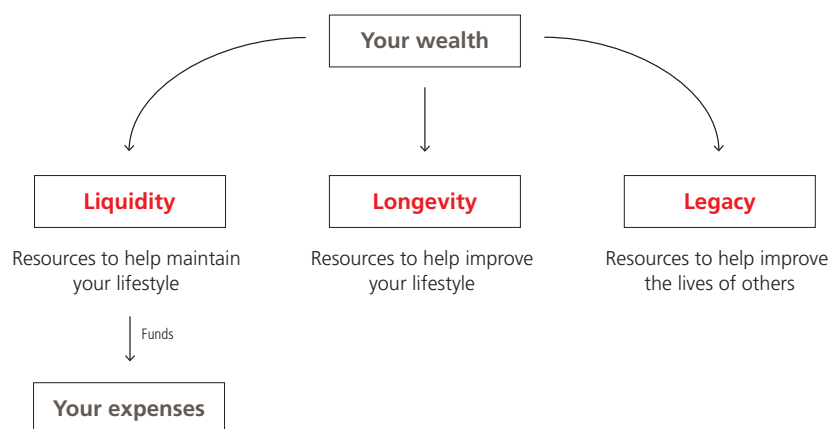 Your wealth
Liquidity
Longevity
Legacy
Resources to help maintain
your lifestyle
Resources to help improve
your lifestyle
Resources to help improve
the lives of others
Funds
Your expenses